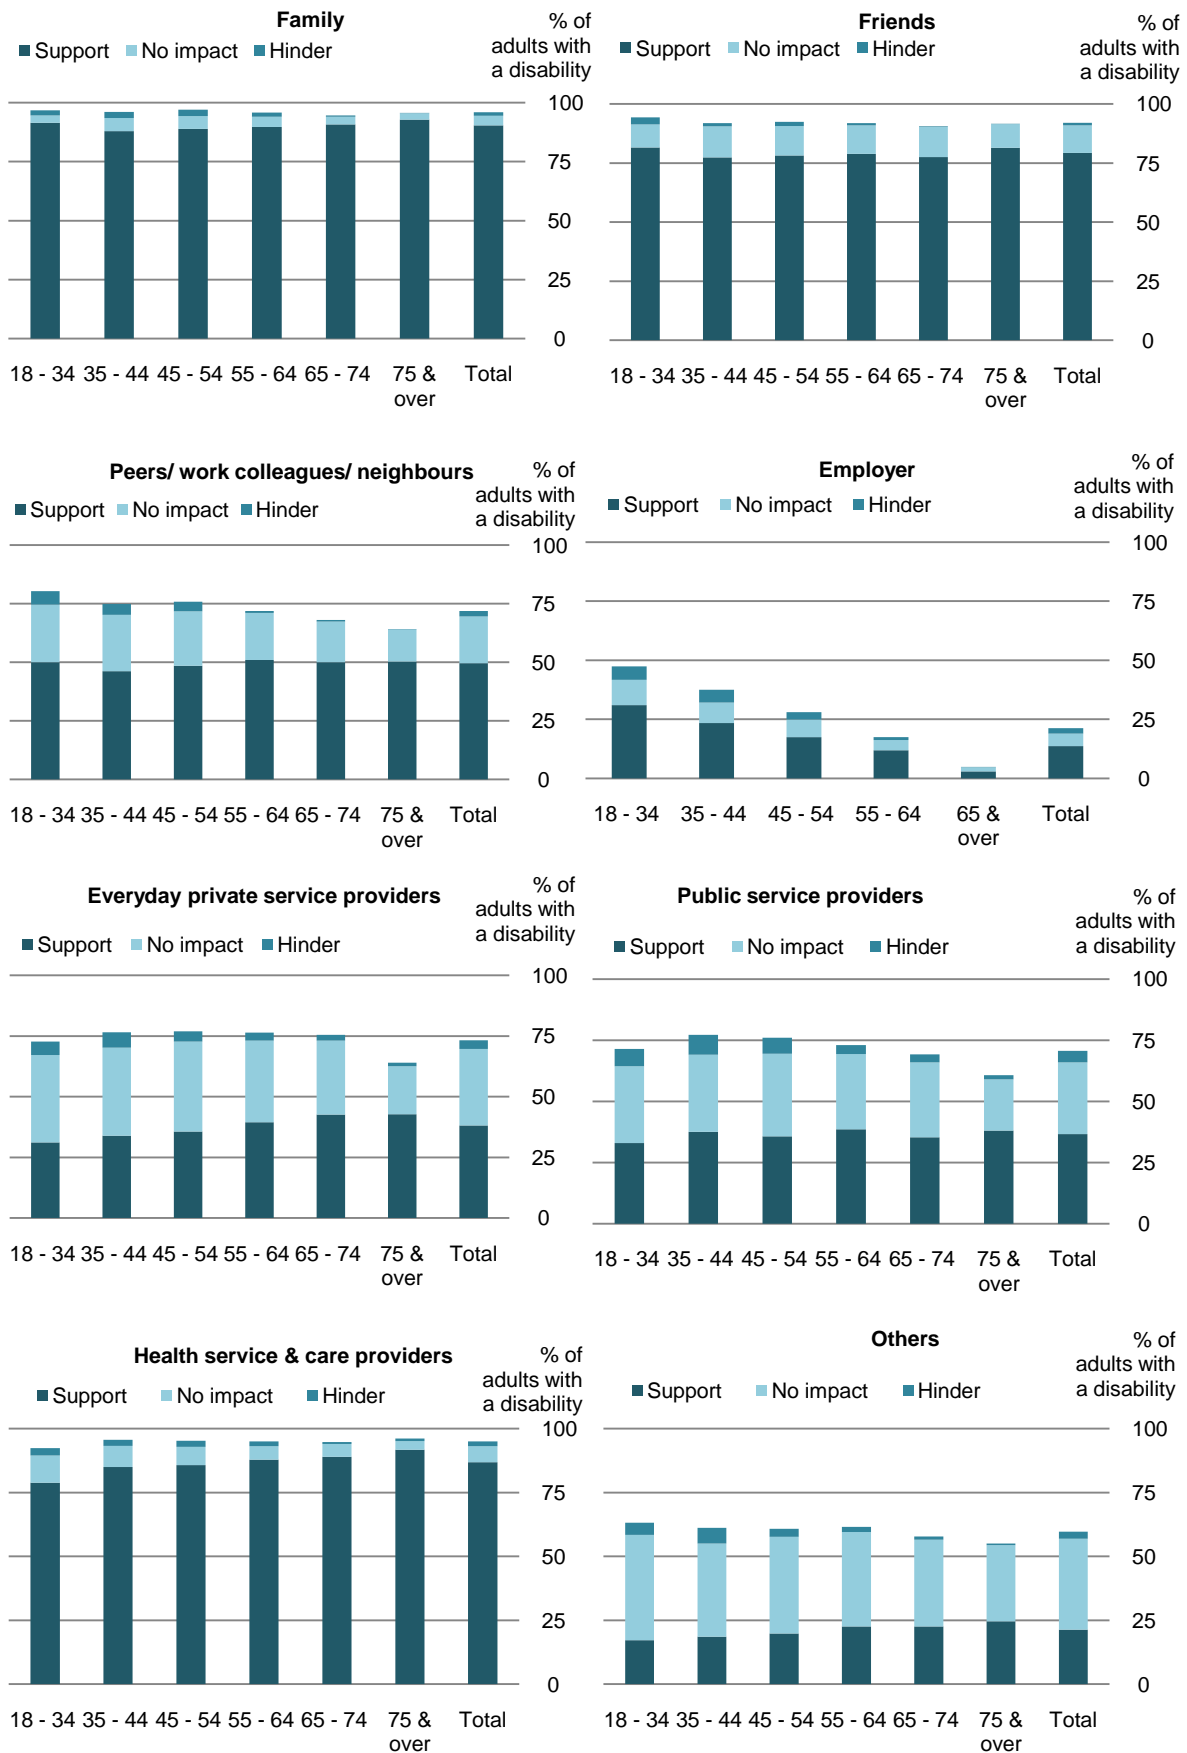 Family
% of
adults with
a disability
Support No impact Hinder
100
75
50
25
0
18 - 34 35 - 44 45 - 54 55 - 64 65 - 74 75 & Total
over
Friends
% of
adults with
a disability
Support No impact Hinder
100
75
50
25
0
18 - 34 35 - 44 45 - 54 55 - 64 65 - 74 75 & Total
over
Peers/ work colleagues/ neighbours
% of
adults with
a disability
Support No impact Hinder
100
75
50
25
0
18 - 34 35 - 44 45 - 54 55 - 64 65 - 74 75 & Total
over
Employer
% of
adults with
a disability
Support No impact Hinder
100
75
50
25
0
18 - 34 35 - 44 45 - 54 55 - 64 65 & Total
over
Everyday private service providers
% of
adults with
a disability
Support No impact Hinder
100
75
50
25
0
18 - 34 35 - 44 45 - 54 55 - 64 65 - 74 75 & Total
over
Public service providers
% of
adults with
a disability
Support No impact Hinder
100
75
50
25
0
18 - 34 35 - 44 45 - 54 55 - 64 65 - 74 75 & Total
over
Health service & care providers
% of
adults with
a disability
Support No impact Hinder
100
75
50
25
0
18 - 34 35 - 44 45 - 54 55 - 64 65 - 74 75 & Total
over
Others
% of
adults with
a disability
Support No impact Hinder
100
75
50
25
0
18 - 34 35 - 44 45 - 54 55 - 64 65 - 74 75 & Total
over